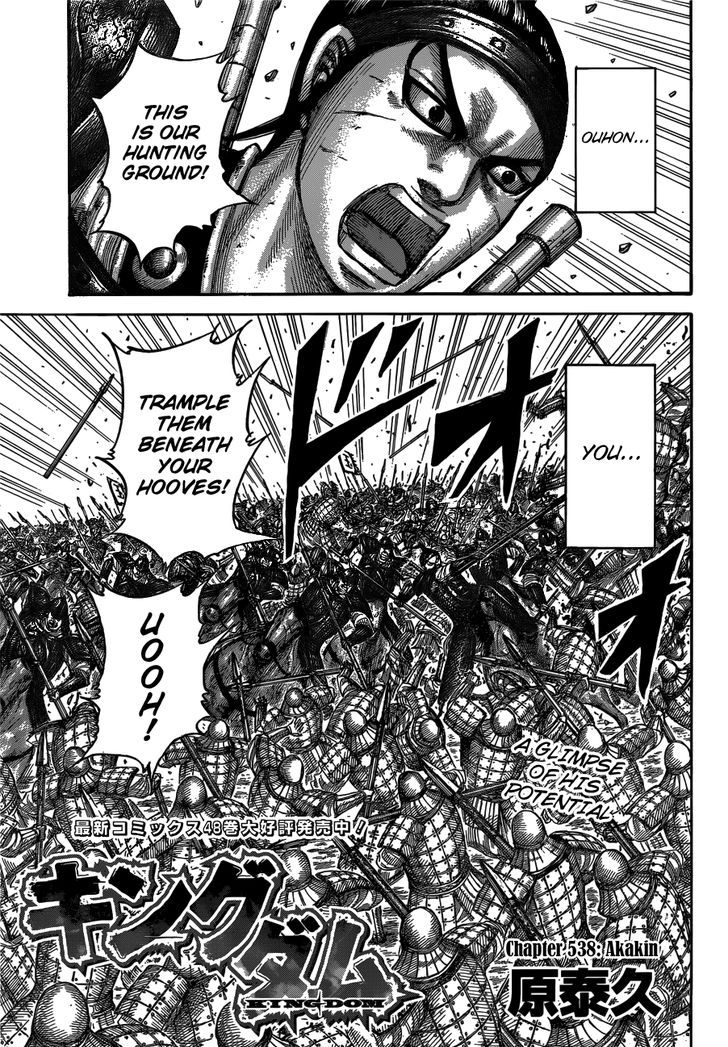 OUHON...
THIS
IS OUR
HUNTING
GROUND!
YOU...
ドオオ
TRAMPLE
THEM
BENEATH
YOUR
HOOVES!
UOOH!
A GLIMPSE
OF HIS
POTENTIAL
最新コミックス48巻大好評発売中!
キングダム
KINGDOM
Chapter 538: Akakin
原泰久